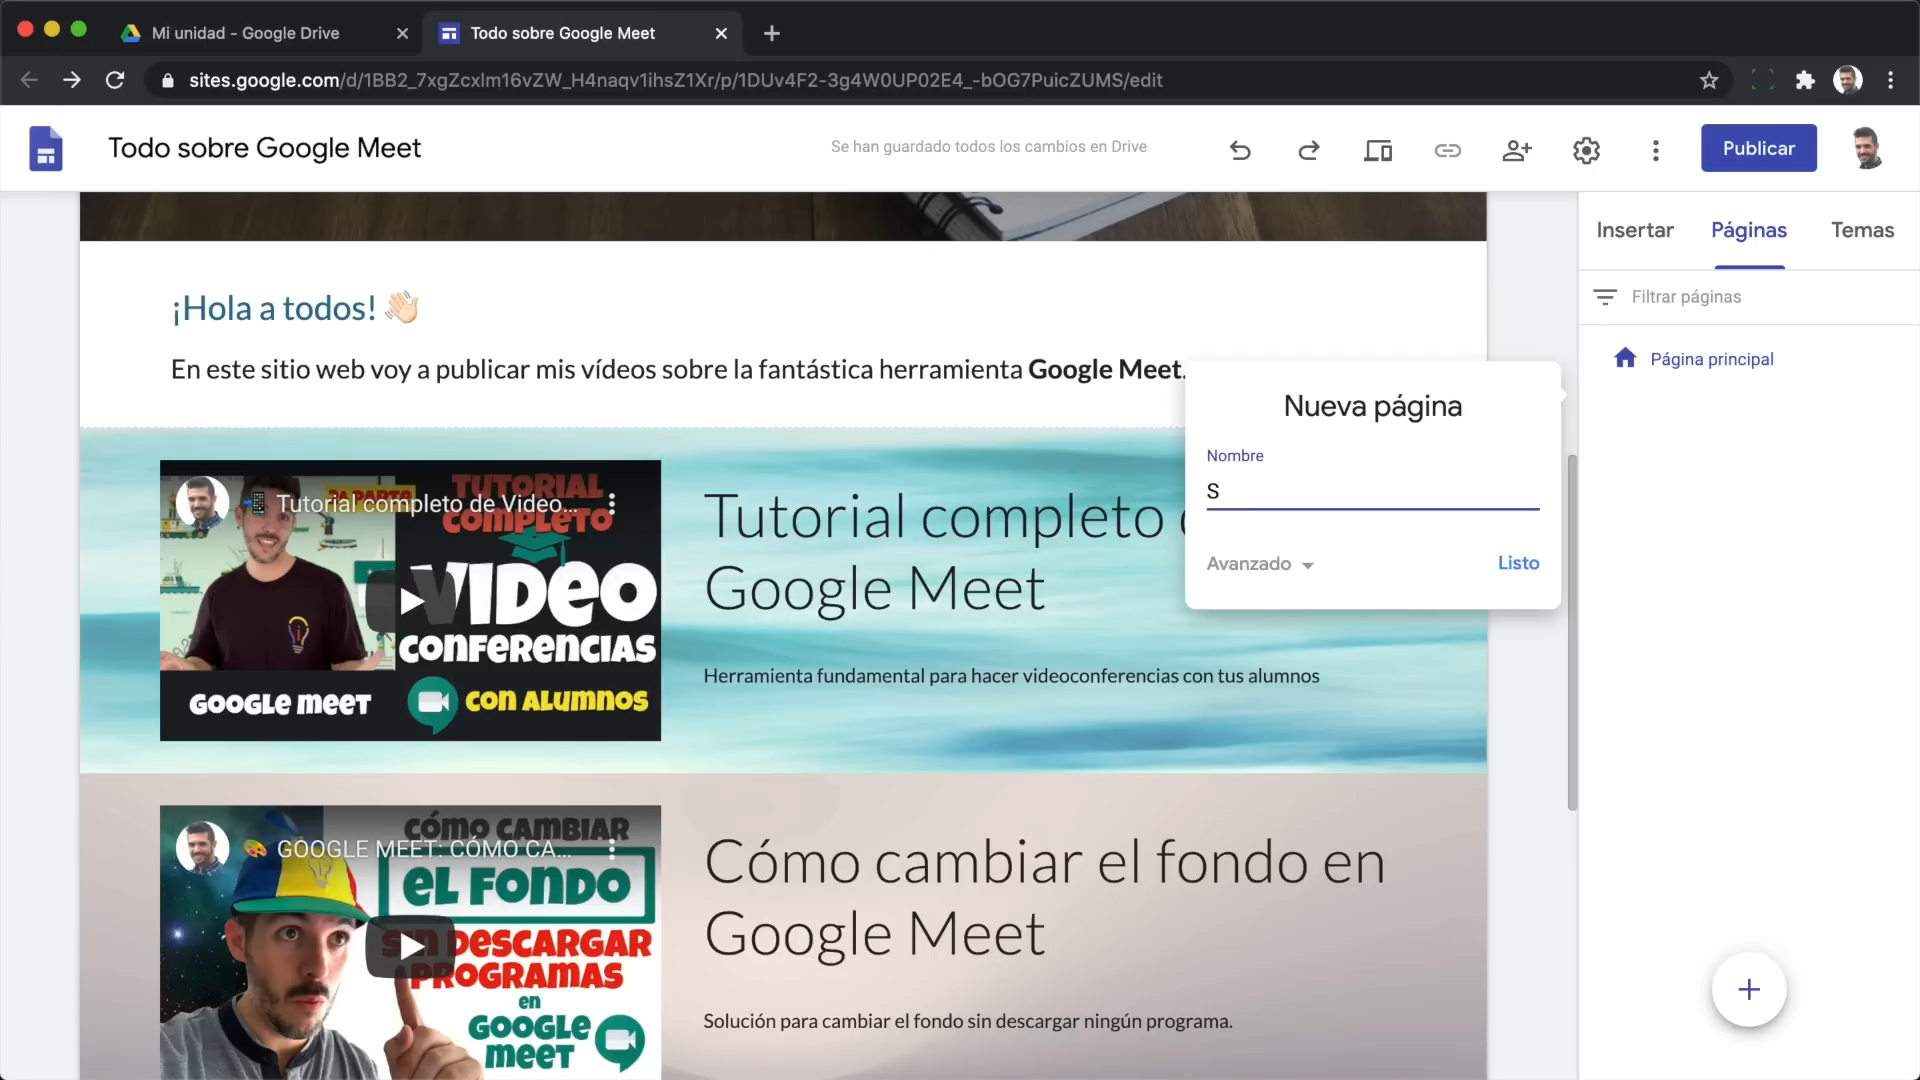 Mi unidad - Google Drive
Todo sobre Google Meet
sites.google.com/d/1BB2_7xgZcxlm16vZW_H4naqv1ihsZ1Xr/p/1DUv4F2-3g4W0UP02E4_-bOG7PuicZUMS/edit
Todo sobre Google Meet
Se han guardado todos los cambios en Drive
Publicar
Insertar
Páginas
Temas
Filtrar páginas
Página principal
¡Hola a todos! 👋🏻
En este sitio web voy a publicar mis vídeos sobre la fantástica herramienta Google Meet.
Nueva página
Nombre
S
Avanzado
Listo
Tutorial completo de Video...
TUTORIAL
COMPLETO
VIDEO
CONFERENCIAS
GOOGLE MEET
CON ALUMNOS
Tutorial completo
Google Meet
Herramienta fundamental para hacer videoconferencias con tus alumnos
CÓMO CAMBIAR
GOOGLE MEET: CÓMO CA...
EL FONDO
SIN DESCARGAR
PROGRAMAS
en
GOOGLE
MEET
Cómo cambiar el fondo en
Google Meet
Solución para cambiar el fondo sin descargar ningún programa.